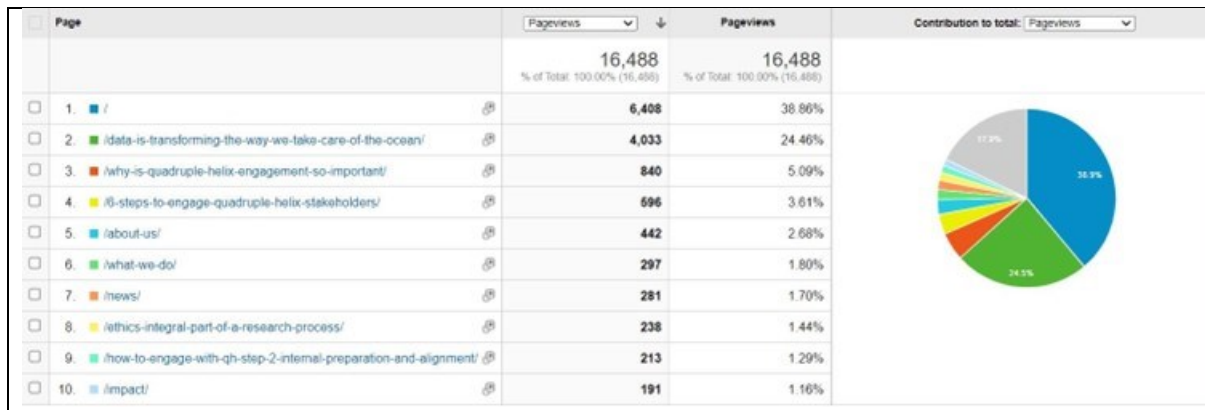 Page Pageviews Pageviews Contribution to total: Pageviews
16,488 16,488
% of Total: 100.00% (16,488) % of Total: 100.00% (16,488)
1. / 6,408 38.86%
2. /data-is-transforming-the-way-we-take-care-of-the-ocean/ 4,033 24.46%
3. /why-is-quadruple-helix-engagement-so-important/ 840 5.09%
4. /6-steps-to-engage-quadruple-helix-stakeholders/ 596 3.61%
5. /about-us/ 442 2.68%
6. /what-we-do/ 297 1.80%
7. /news/ 281 1.70%
8. /ethics-integral-part-of-a-research-process/ 238 1.44%
9. /how-to-engage-with-qh-step-2-internal-preparation-and-alignment/ 213 1.29%
10. /impact/ 191 1.16%
38.9%
24.5%